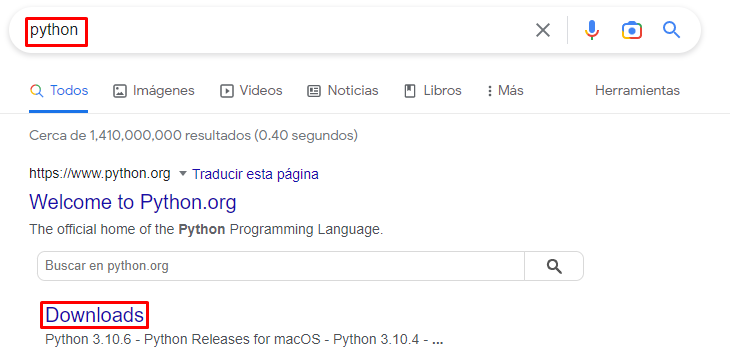 python
Todos Imágenes Videos Noticias Libros Más Herramientas
Cerca de 1,410,000,000 resultados (0.40 segundos)
https://www.python.org Traducir esta página
Welcome to Python.org
The official home of the Python Programming Language.
Buscar en python.org
Downloads
Python 3.10.6 - Python Releases for macOS - Python 3.10.4 - ...